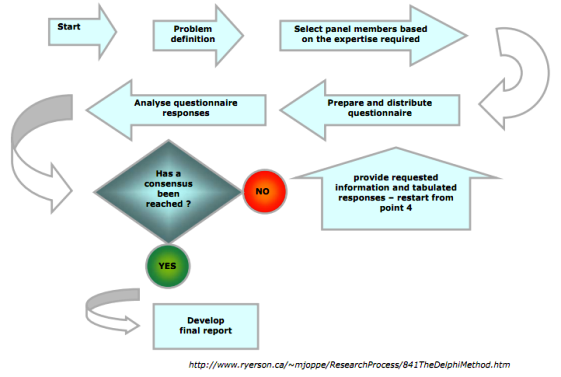 Start
Problem
definition
Select panel members based
on the expertise required
Analyse questionnaire
responses
Prepare and distribute
questionnaire
Has a
consensus
been
reached ?
NO
provide requested
information and tabulated
responses – restart from
point 4
YES
Develop
final report
http://www.ryerson.ca/~mjoppe/ResearchProcess/841TheDelphiMethod.htm